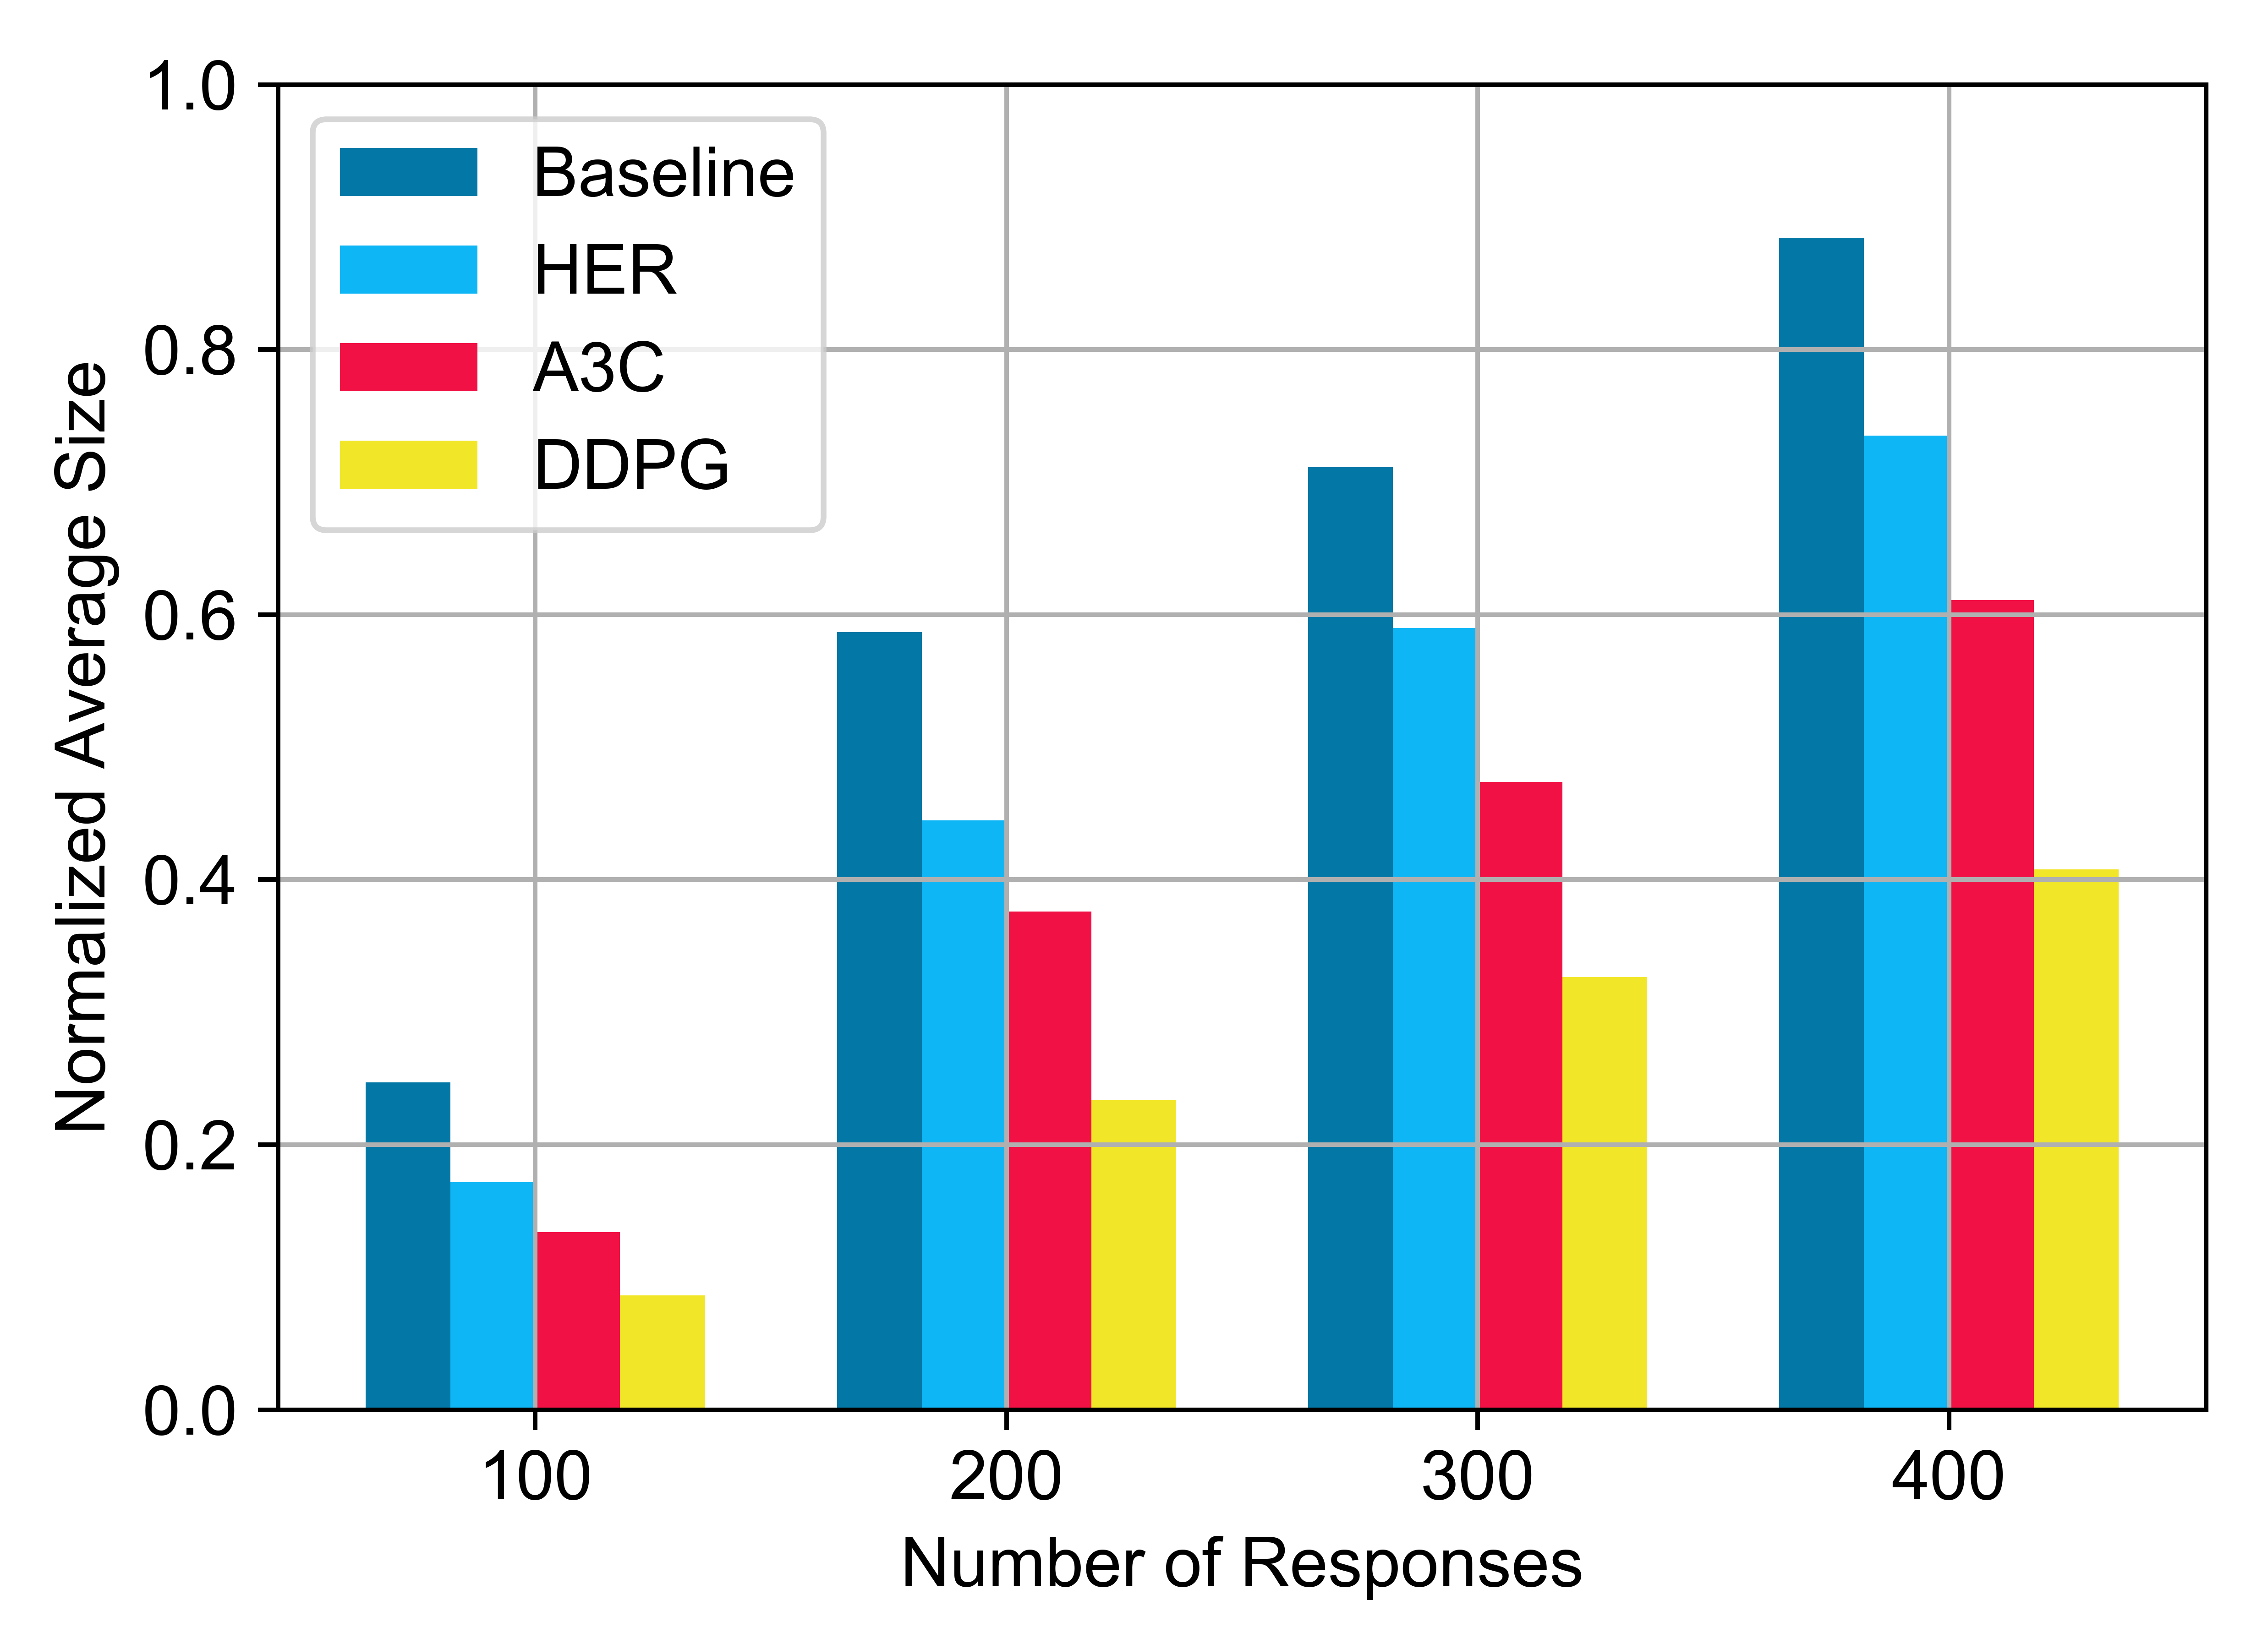 Normalized Average Size
1.0
0.8
0.6
0.4
0.2
0.0
Baseline
HER
A3C
DDPG
100
200
300
400
Number of Responses